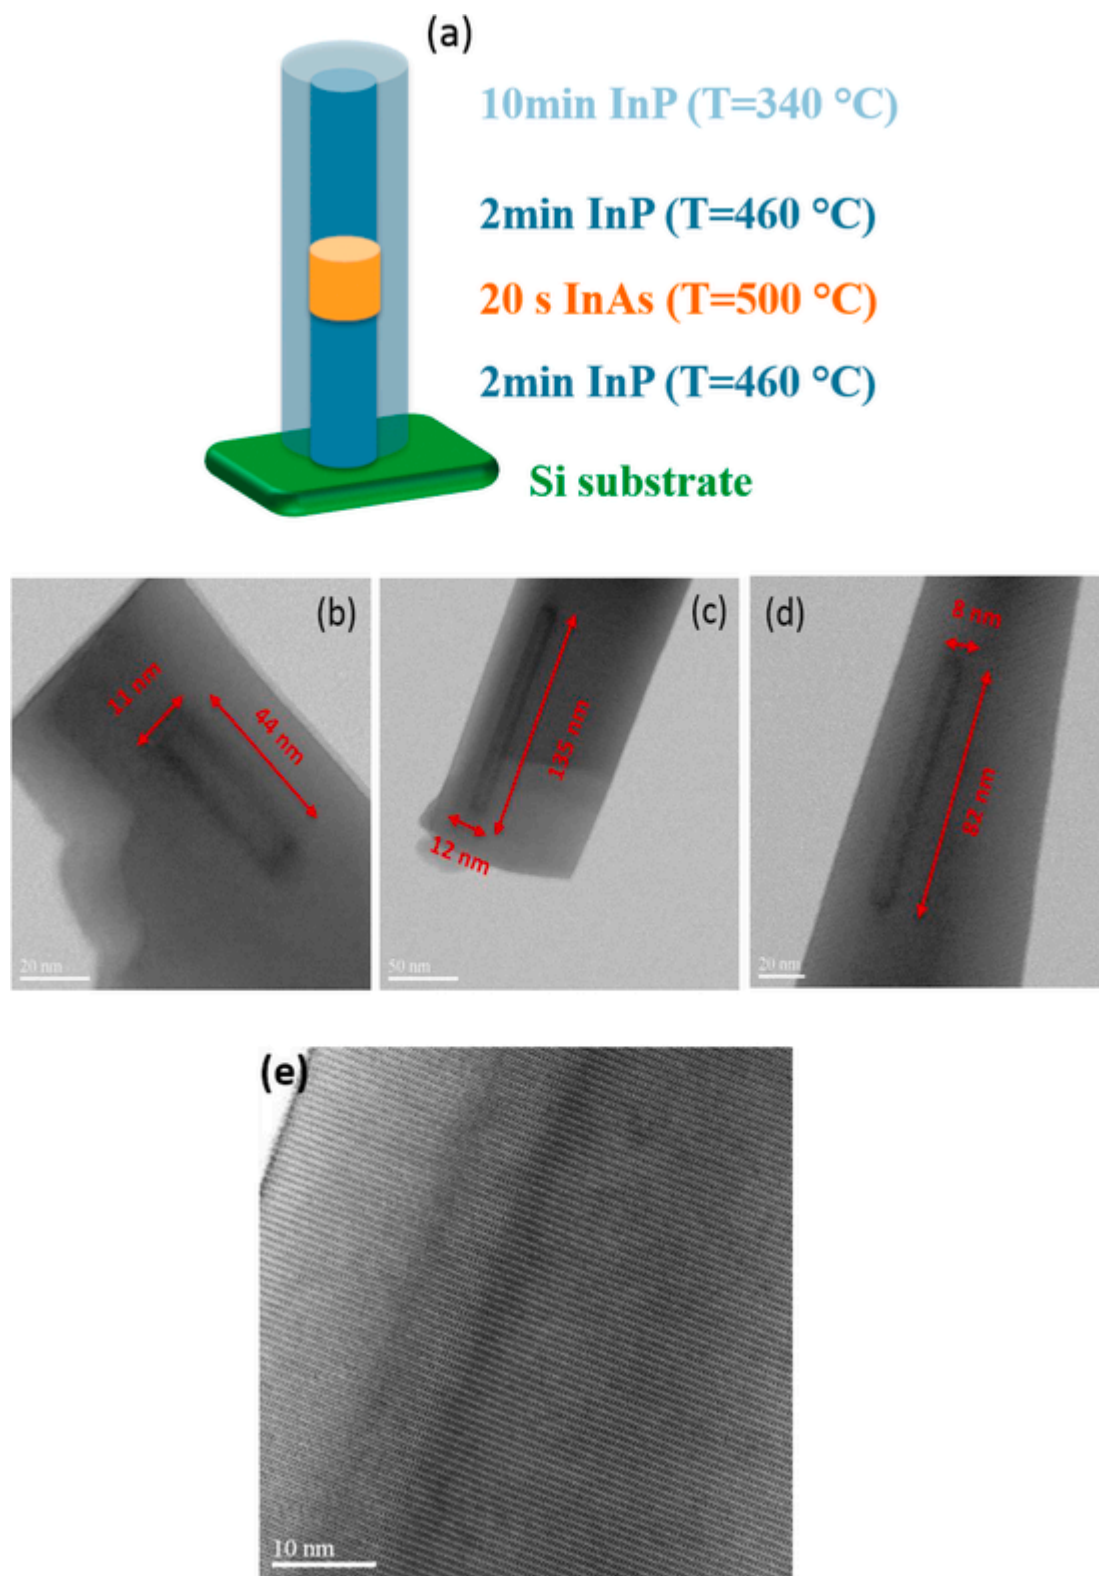 (a)
10min InP (T=340 °C)
2min InP (T=460 °C)
20 s InAs (T=500 °C)
2min InP (T=460 °C)
Si substrate
(b)
11 nm
44 nm
20 nm
(c)
135 nm
12 nm
50 nm
(d)
8 nm
82 nm
20 nm
(e)
10 nm